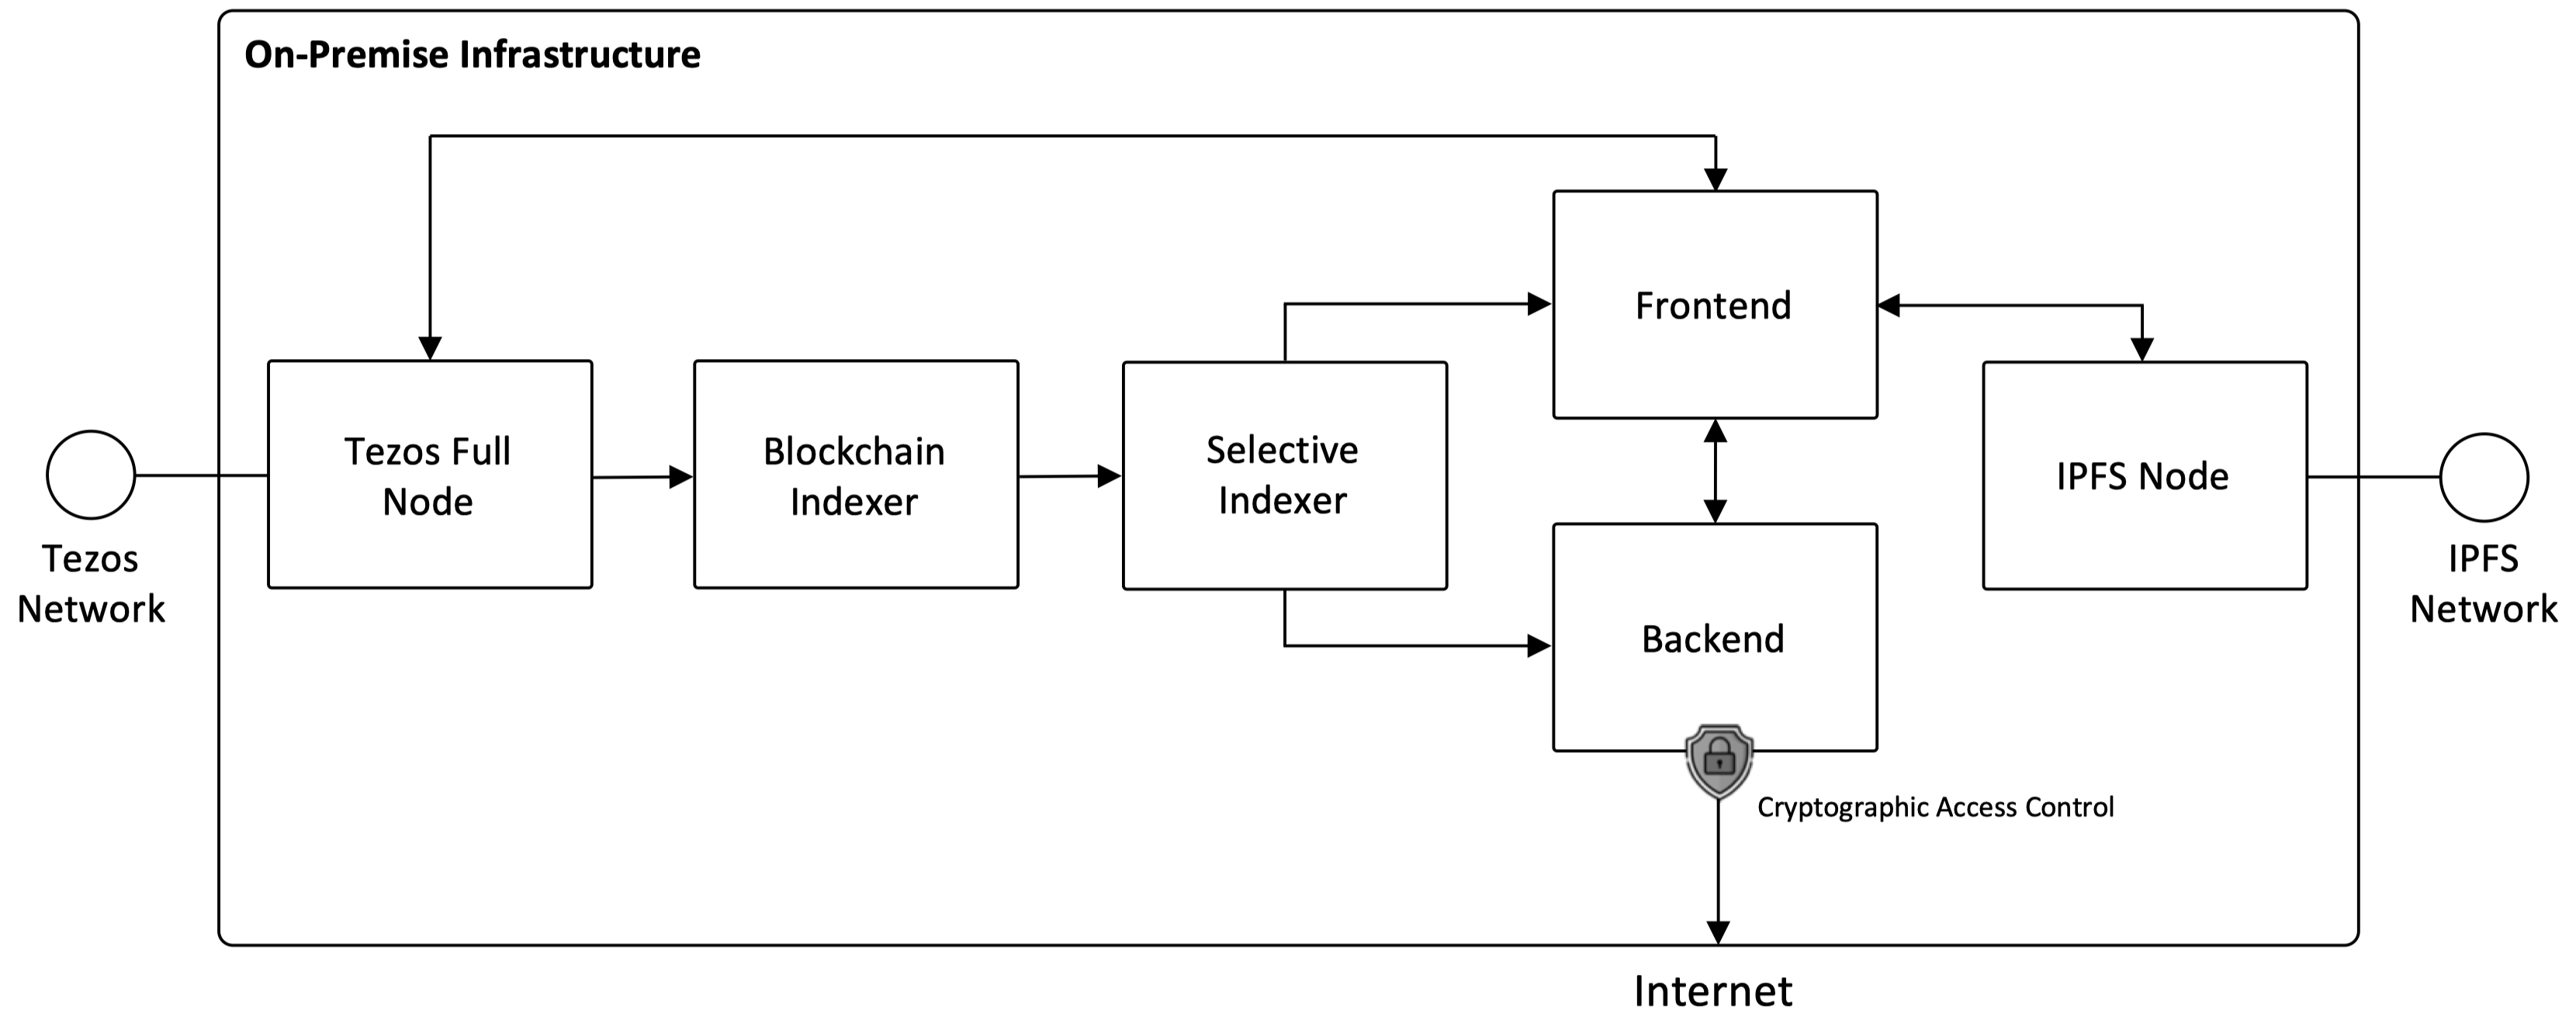 On-Premise Infrastructure
Tezos
Network
Tezos Full
Node
Blockchain
Indexer
Selective
Indexer
Frontend
Backend
Cryptographic Access Control
IPFS Node
IPFS
Network
Internet